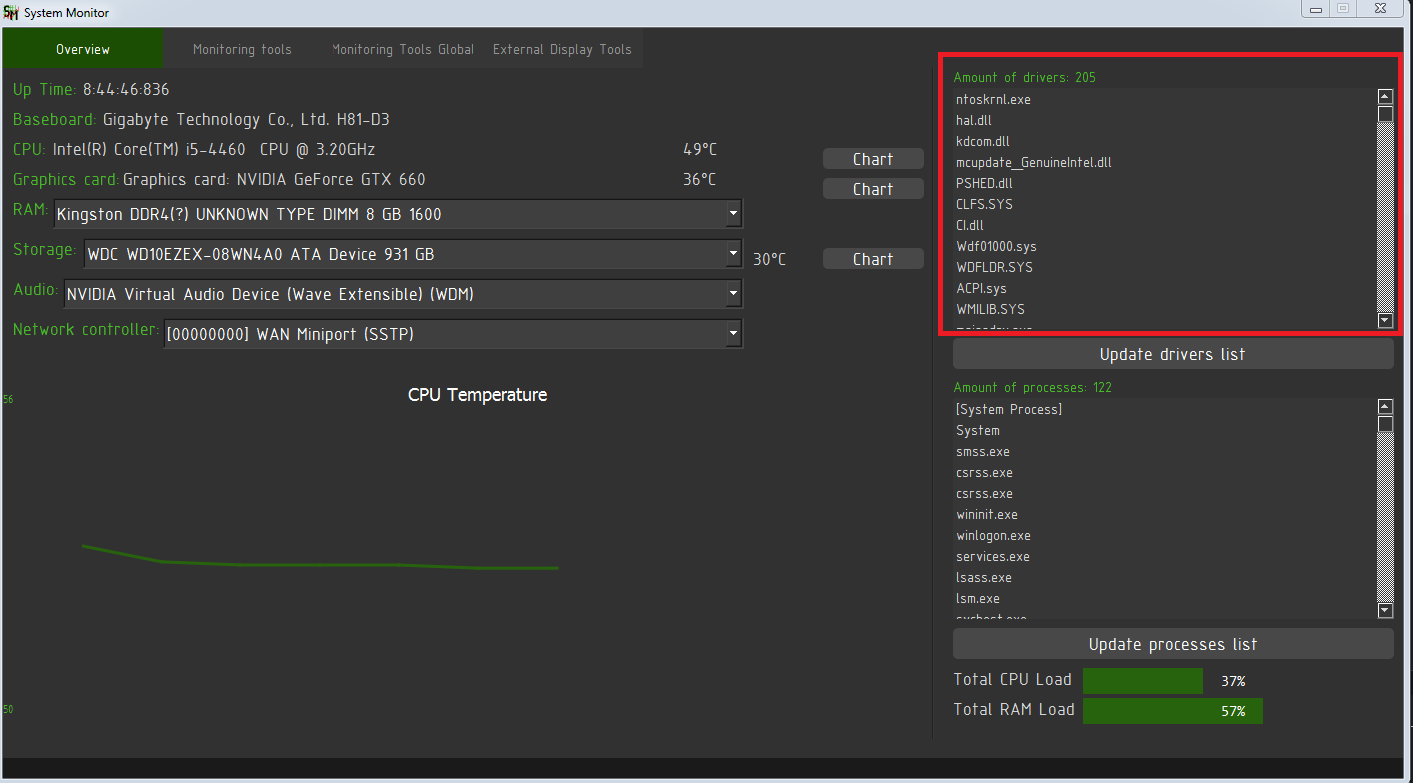 System Monitor
Overview
Monitoring tools
Monitoring Tools Global
External Display Tools
Up Time: 8:44:46:836
Baseboard: Gigabyte Technology Co., Ltd. H81-D3
CPU: Intel(R) Core(TM) i5-4460 CPU @ 3.20GHz
49°C
Chart
Graphics card: Graphics card: NVIDIA GeForce GTX 660
36°C
Chart
RAM: Kingston DDR4(?) UNKNOWN TYPE DIMM 8 GB 1600
Storage: WDC WD10EZEX-08WN4A0 ATA Device 931 GB
30°C
Chart
Audio: NVIDIA Virtual Audio Device (Wave Extensible) (WDM)
Network controller: [00000000] WAN Miniport (SSTP)
CPU Temperature
56
50
Amount of drivers: 205
ntoskrnl.exe
hal.dll
kdcom.dll
mcupdate_GenuineIntel.dll
PSHED.dll
CLFS.SYS
CI.dll
Wdf01000.sys
WDFLDR.SYS
ACPI.sys
WMILIB.SYS
Update drivers list
Amount of processes: 122
[System Process]
System
smss.exe
csrss.exe
csrss.exe
wininit.exe
winlogon.exe
services.exe
lsass.exe
lsm.exe
svchost.exe
Update processes list
Total CPU Load 37%
Total RAM Load 57%